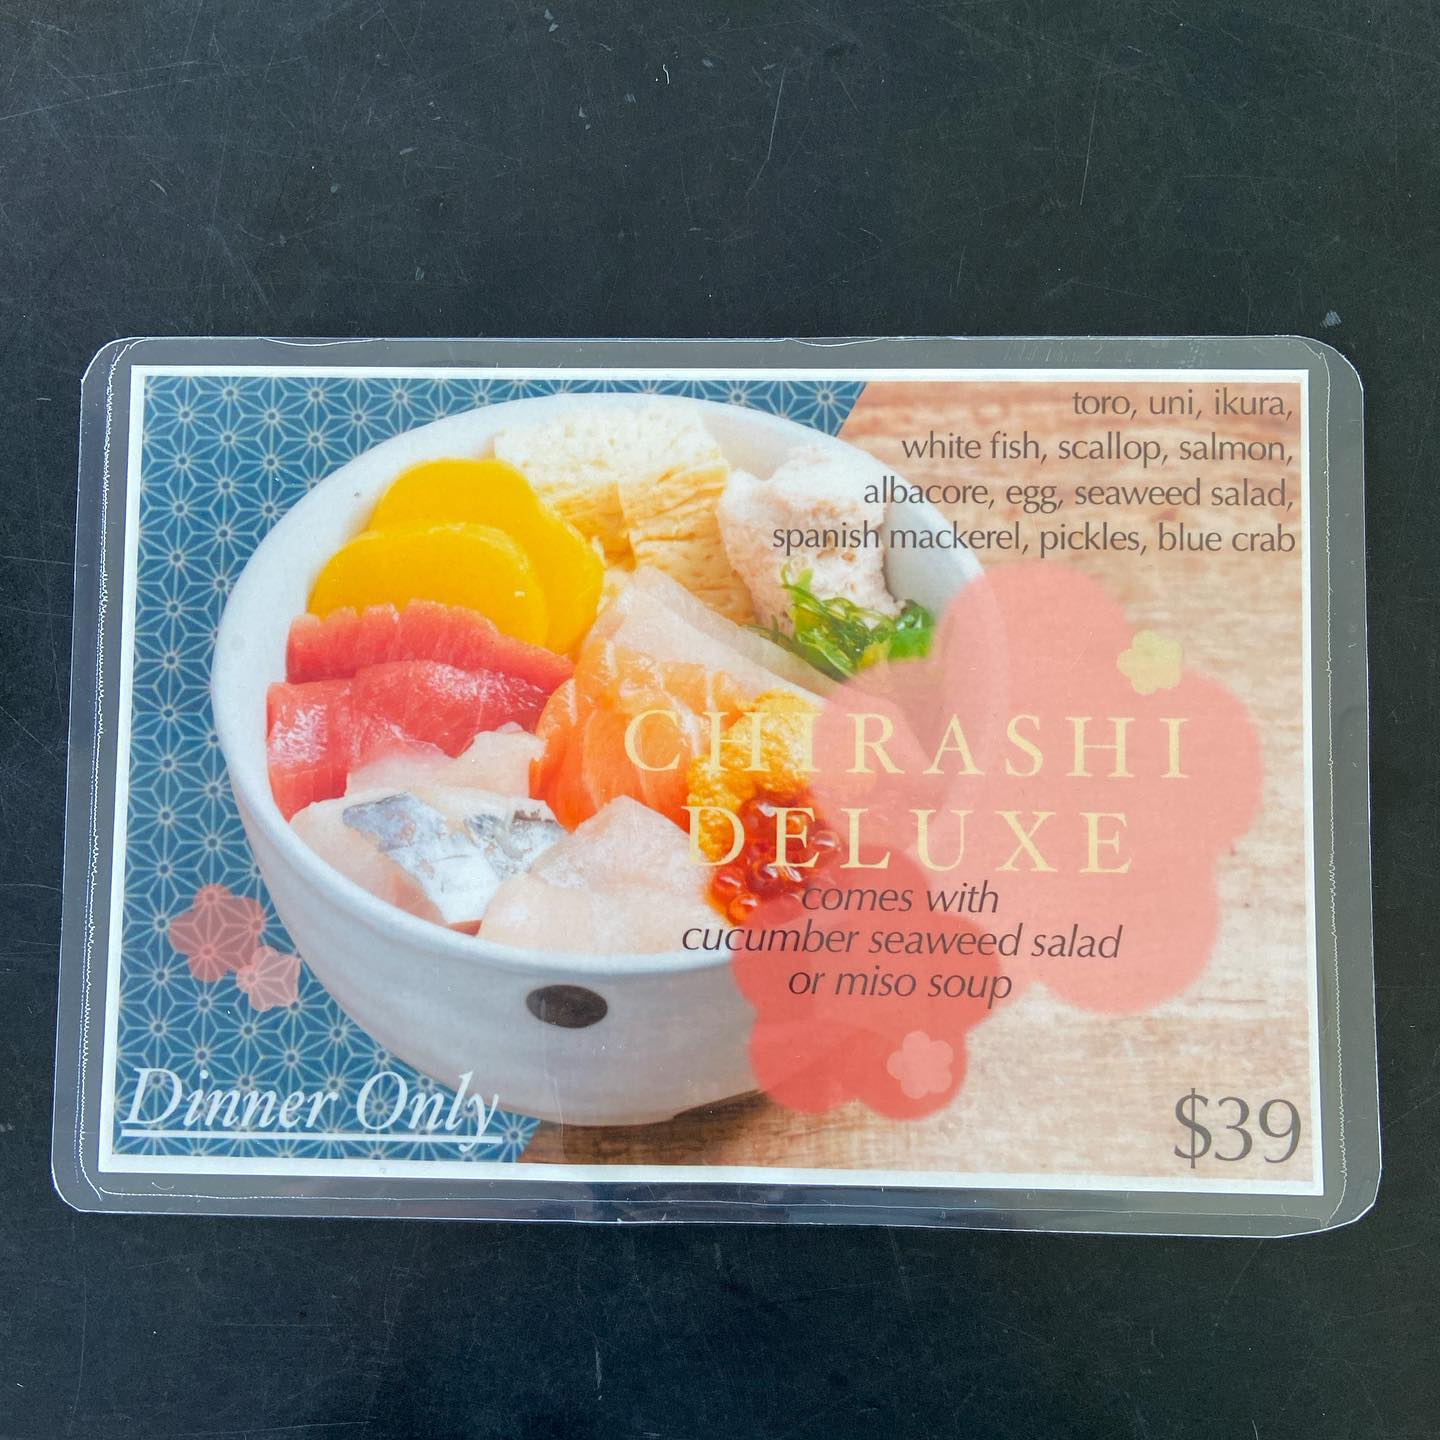 toro, uni, ikura,
white fish, scallop, salmon,
albacore, egg, seaweed salad,
spanish mackerel, pickles, blue crab
CHIRASHI
DELUXE
comes with
cucumber seaweed salad
or miso soup
Dinner Only
$39